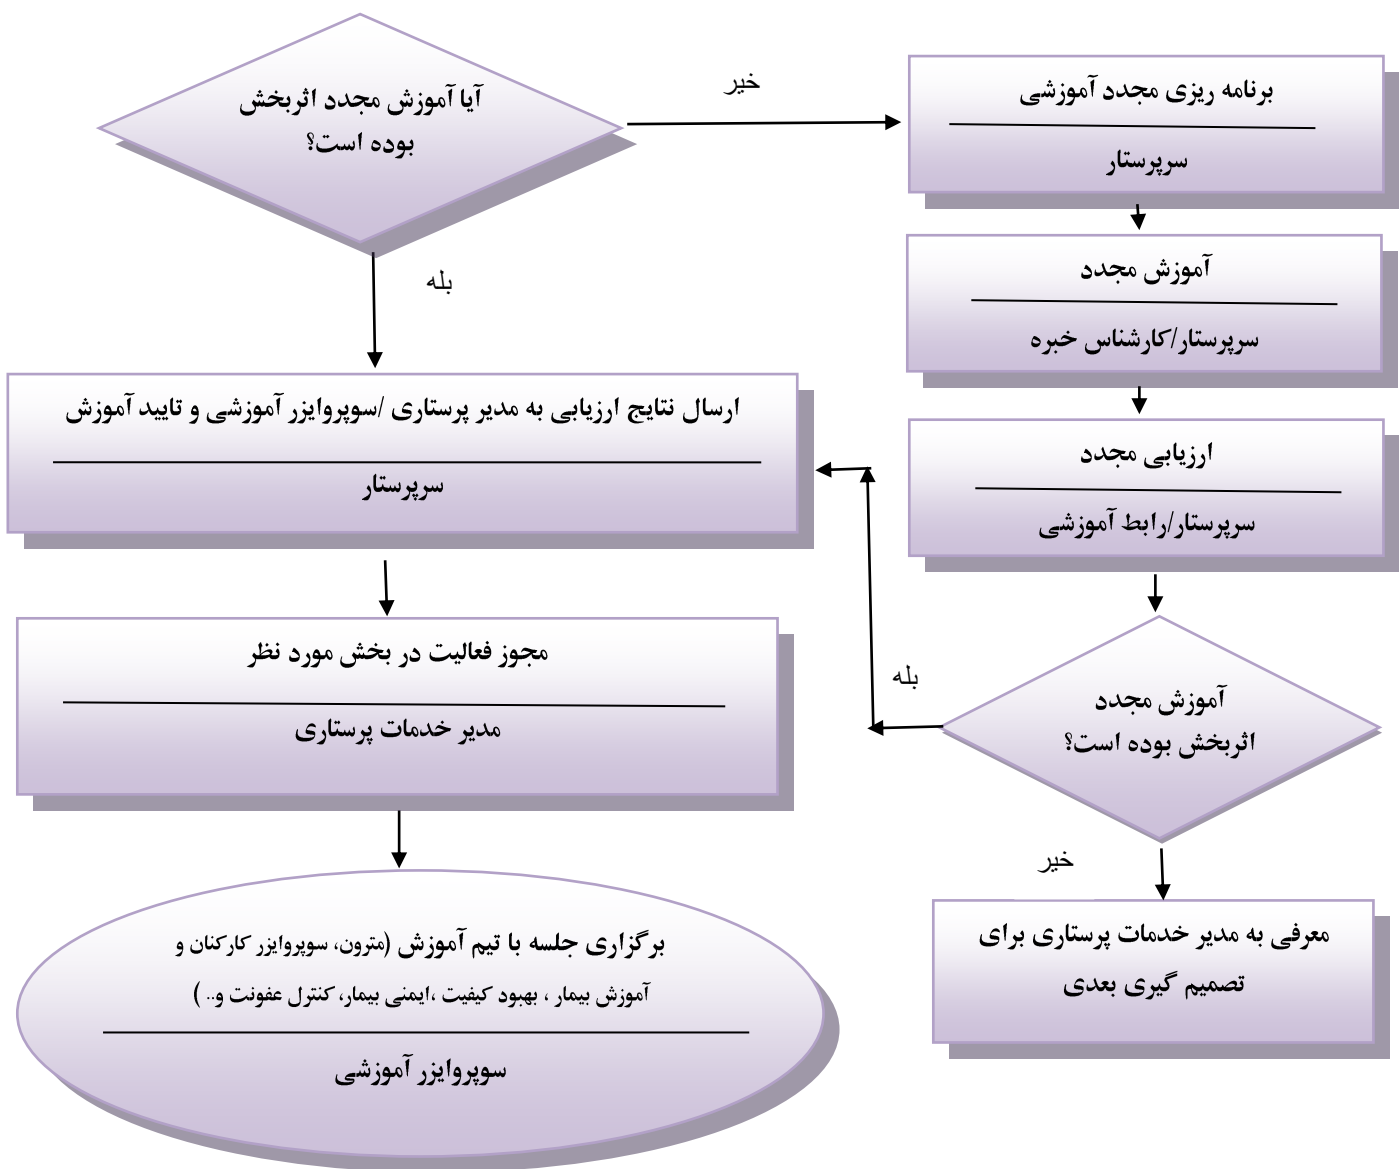 آیا آموزش مجدد اثربخش
بوده است؟
خیر
برنامه ریزی مجدد آموزشی
سرپرستار
بله
آموزش مجدد
سرپرستار/کارشناس خبره
ارسال نتایج ارزیابی به مدیر پرستاری /سوپروایزر آموزشی و تایید آموزش
سرپرستار
ارزیابی مجدد
سرپرستار/رابط آموزشی
مجوز فعالیت در بخش مورد نظر
مدیر خدمات پرستاری
بله
آموزش مجدد
اثربخش بوده است؟
خیر
معرفی به مدیر خدمات پرستاری برای
تصمیم گیری بعدی
برگزاری جلسه با تیم آموزش (مترون، سوپروایزر کارکنان و
آموزش بیمار ، بهبود کیفیت ،ایمنی بیمار، کنترل عفونت و.. )
سوپروایزر آموزشی